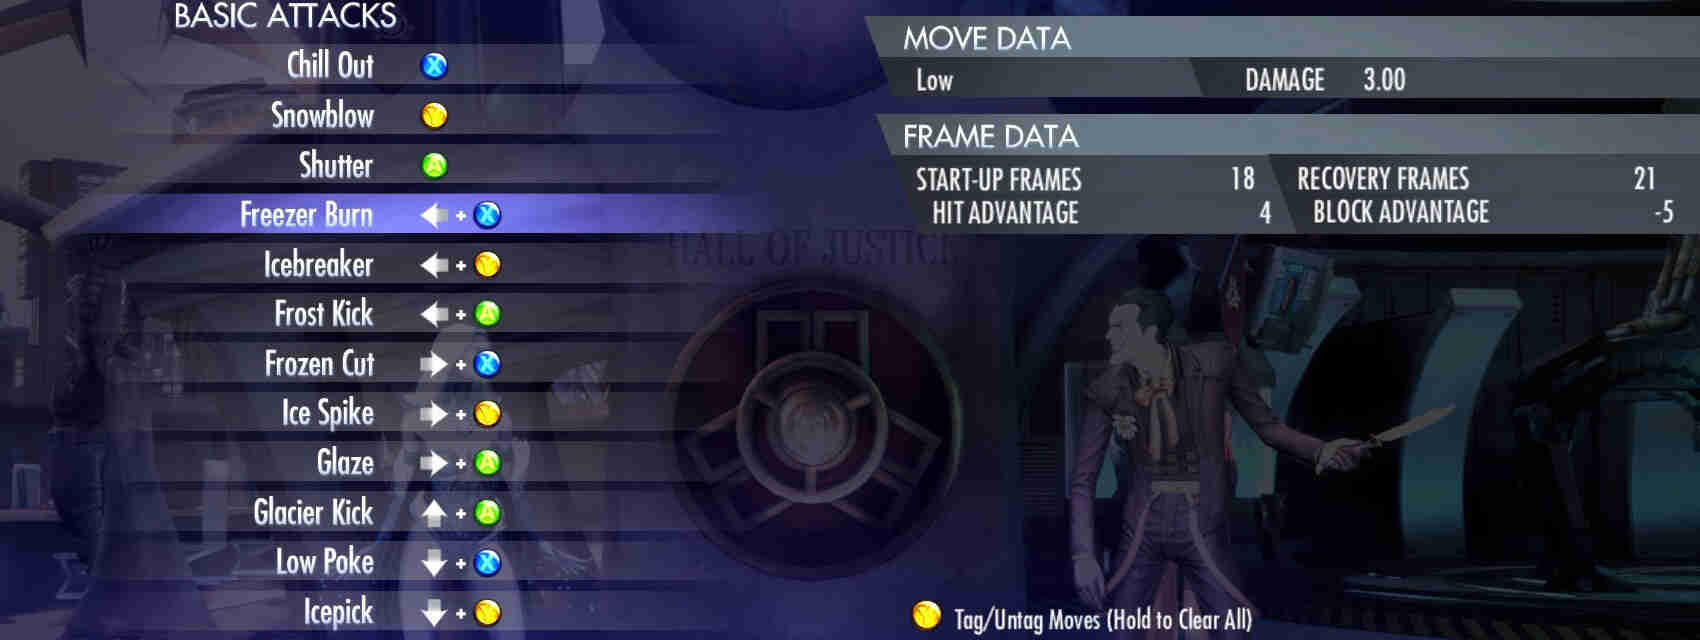 BASIC ATTACKS
Chill Out X
Snowblow Y
Shutter A
Freezer Burn + X
Icebreaker + Y
Frost Kick + A
Frozen Cut + X
Ice Spike + Y
Glaze + A
Glacier Kick + A
Low Poke + X
Icepick + Y
MOVE DATA
Low DAMAGE 3.00
FRAME DATA
START-UP FRAMES 18 RECOVERY FRAMES 21
HIT ADVANTAGE 4 BLOCK ADVANTAGE -5
HALL OF JUSTICE
Y Tag/Untag Moves (Hold to Clear All)